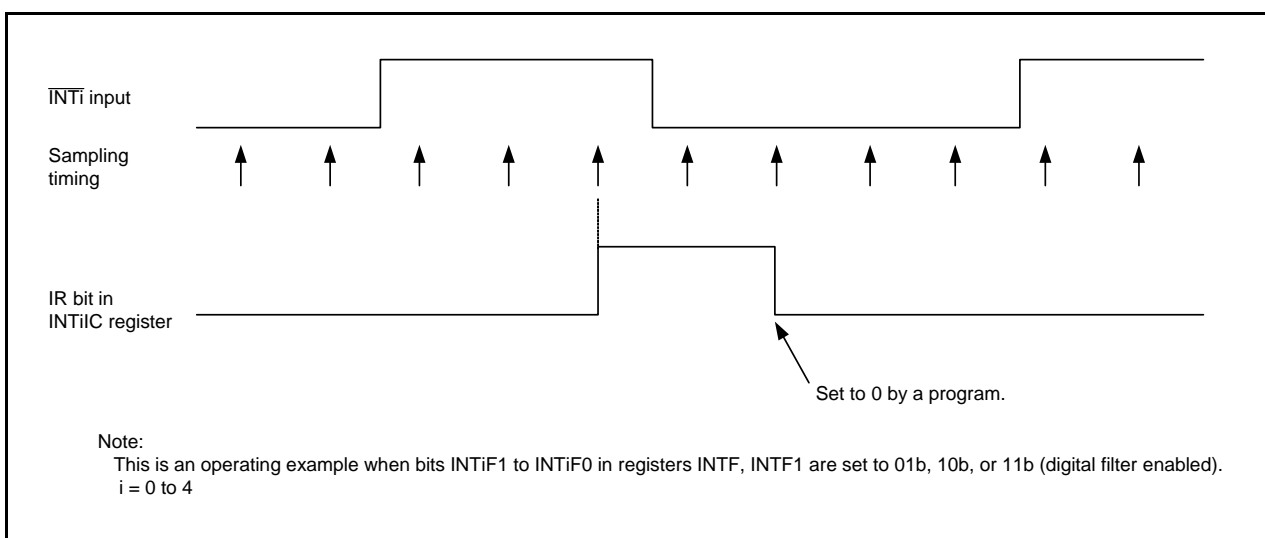 INTi input
Sampling
timing
IR bit in
INTiIC register
Set to 0 by a program.
Note:
This is an operating example when bits INTiF1 to INTiF0 in registers INTF, INTF1 are set to 01b, 10b, or 11b (digital filter enabled).
i = 0 to 4